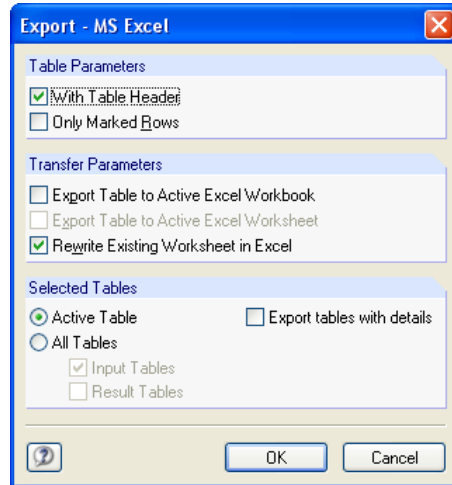 Export - MS Excel
Table Parameters
With Table Header
Only Marked Rows
Transfer Parameters
Export Table to Active Excel Workbook
Export Table to Active Excel Worksheet
Rewrite Existing Worksheet in Excel
Selected Tables
Active Table Export tables with details
All Tables
Input Tables
Result Tables
OK Cancel